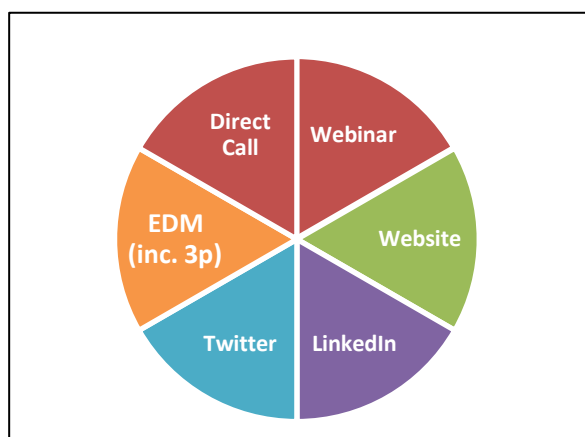 Direct
Call
Webinar
EDM
(inc. 3p)
Website
Twitter
LinkedIn